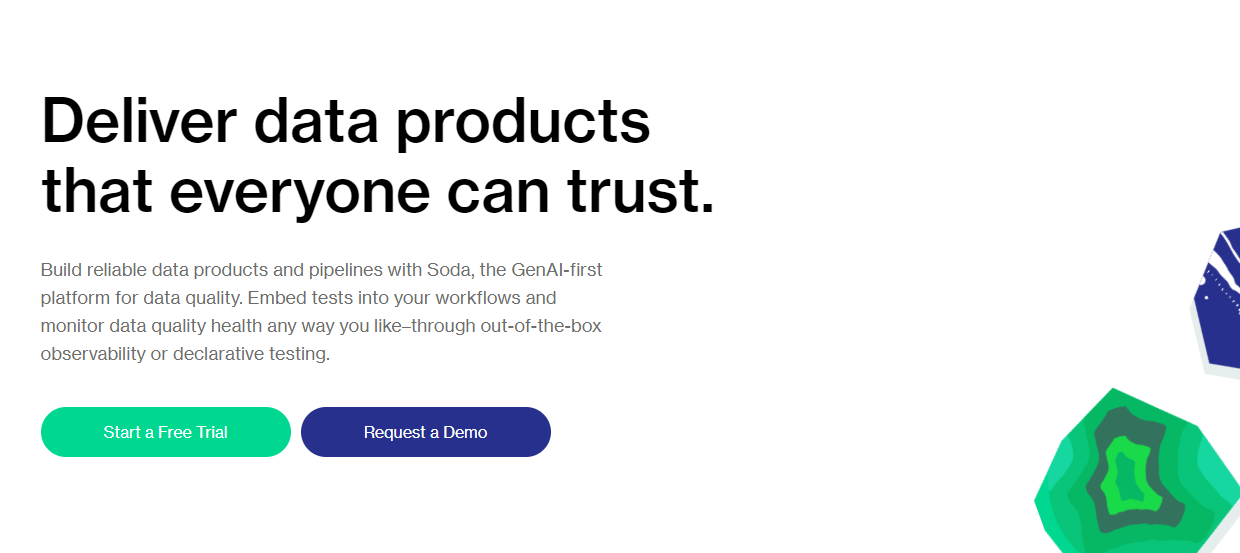 Deliver data products
that everyone can trust.
Build reliable data products and pipelines with Soda, the GenAI-first
platform for data quality. Embed tests into your workflows and
monitor data quality health any way you like–through out-of-the-box
observability or declarative testing.
Start a Free Trial
Request a Demo